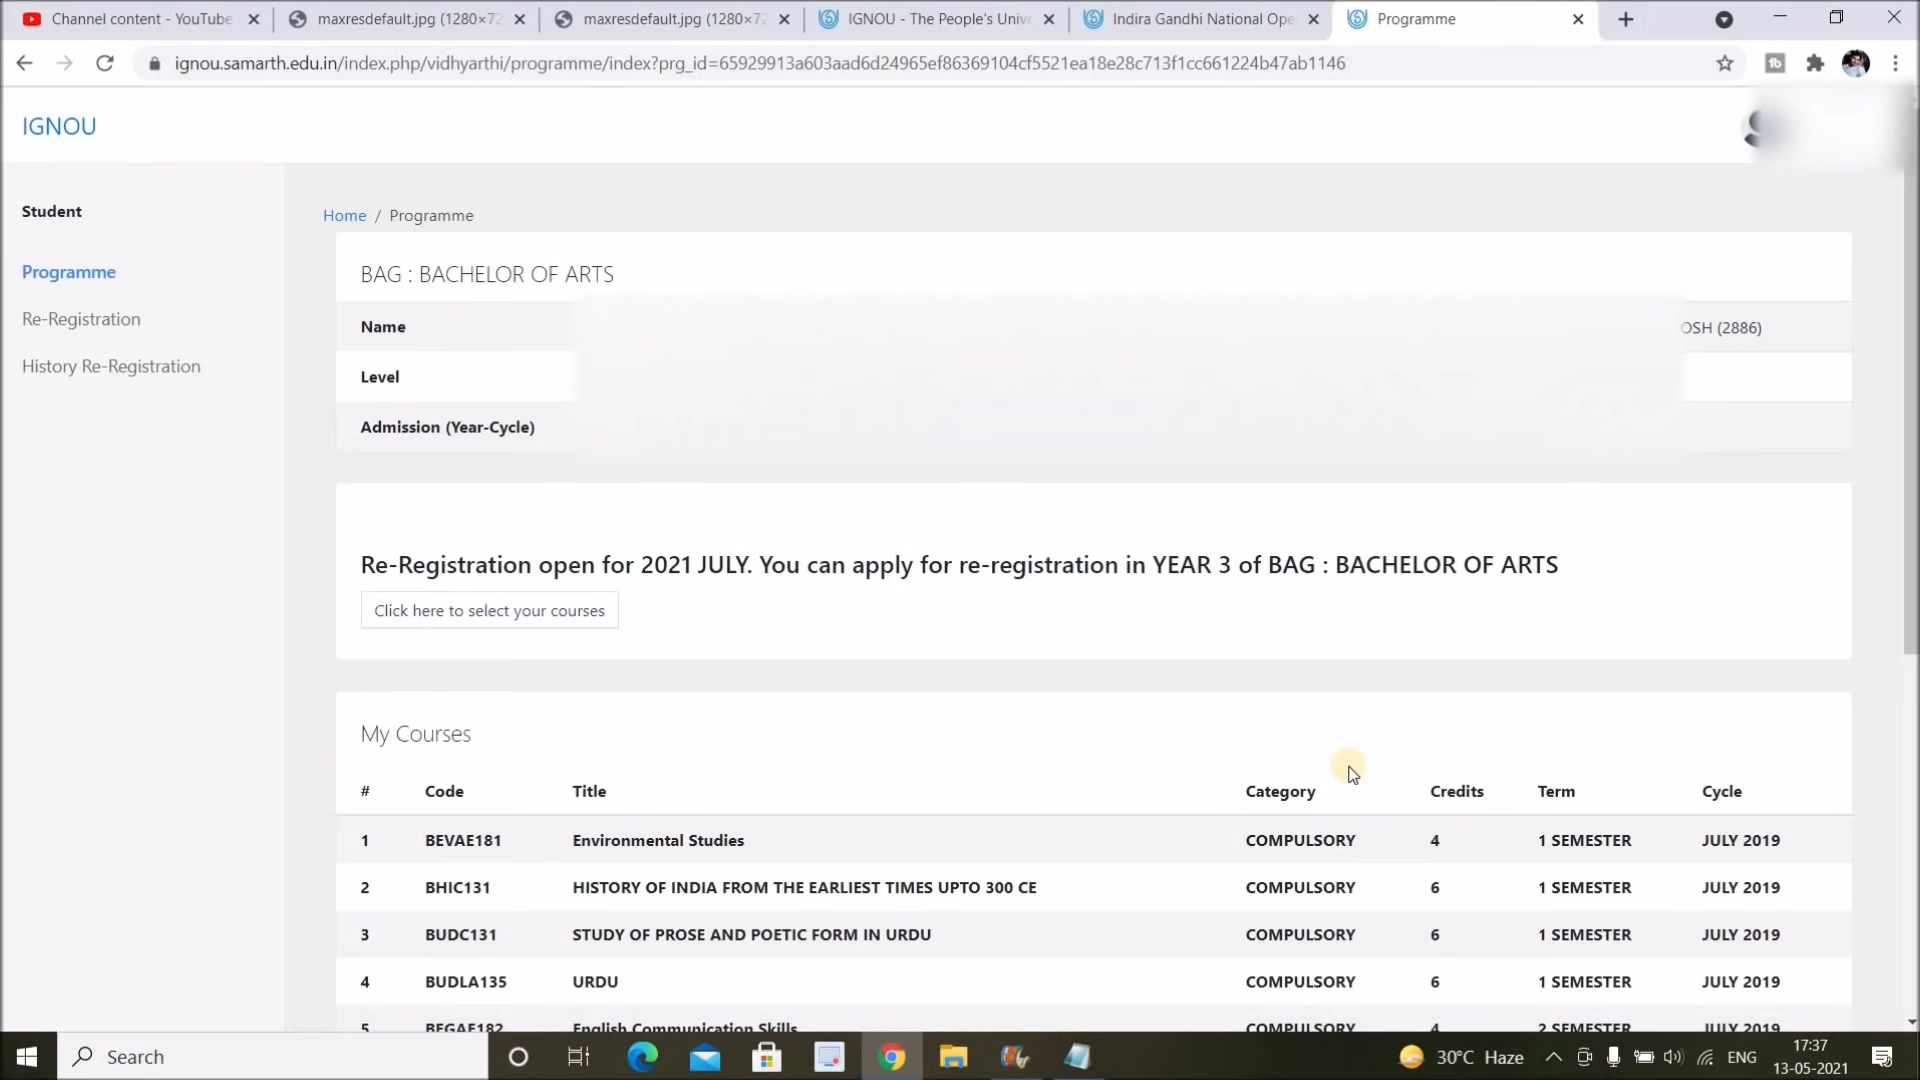 Channel content - YouTube
maxresdefault.jpg (1280×72
maxresdefault.jpg (1280×72
IGNOU - The People's Unive
Indira Gandhi National Ope
Programme
ignou.samarth.edu.in/index.php/vidhyarthi/programme/index?prg_id=65929913a603aad6d24965ef86369104cf5521ea18e28c713f1cc661224b47ab1146
IGNOU
Student
Programme
Re-Registration
History Re-Registration
Home / Programme
BAG : BACHELOR OF ARTS
Name OSH (2886)
Level
Admission (Year-Cycle)
Re-Registration open for 2021 JULY. You can apply for re-registration in YEAR 3 of BAG : BACHELOR OF ARTS
Click here to select your courses
My Courses
# Code Title Category Credits Term Cycle
1 BEVAE181 Environmental Studies COMPULSORY 4 1 SEMESTER JULY 2019
2 BHIC131 HISTORY OF INDIA FROM THE EARLIEST TIMES UPTO 300 CE COMPULSORY 6 1 SEMESTER JULY 2019
3 BUDC131 STUDY OF PROSE AND POETIC FORM IN URDU COMPULSORY 6 1 SEMESTER JULY 2019
4 BUDLA135 URDU COMPULSORY 6 1 SEMESTER JULY 2019
5 BEGAE182 English Communication Skills COMPULSORY 4 2 SEMESTER JULY 2019
Search
30°C Haze
ENG
17:37
13-05-2021